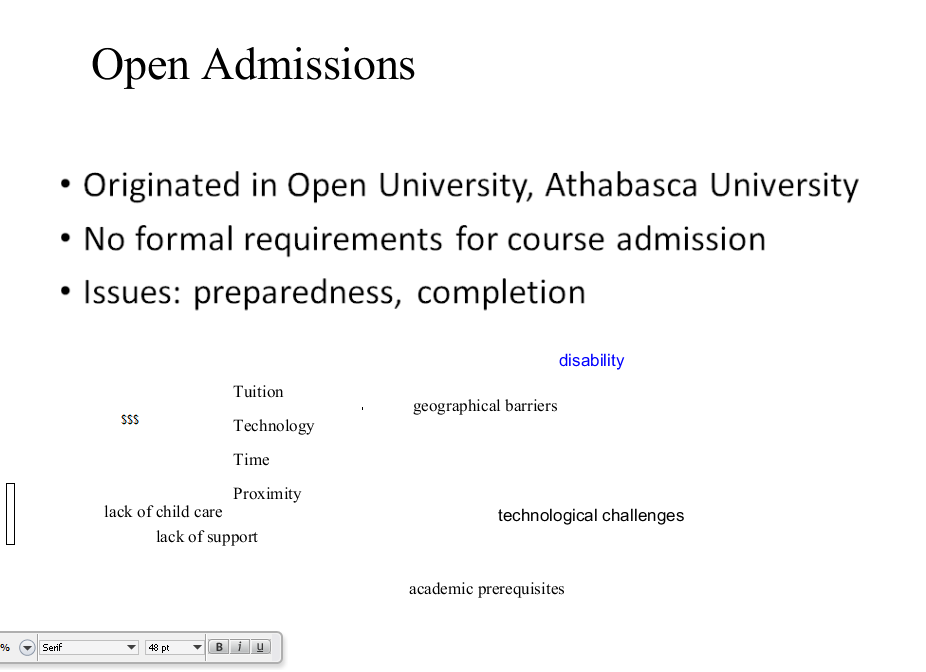 Open Admissions
• Originated in Open University, Athabasca University
• No formal requirements for course admission
• Issues: preparedness, completion
disability
Tuition
geographical barriers
$$$
Technology
Time
Proximity
lack of child care
technological challenges
lack of support
academic prerequisites
% Serif 48 pt B i U